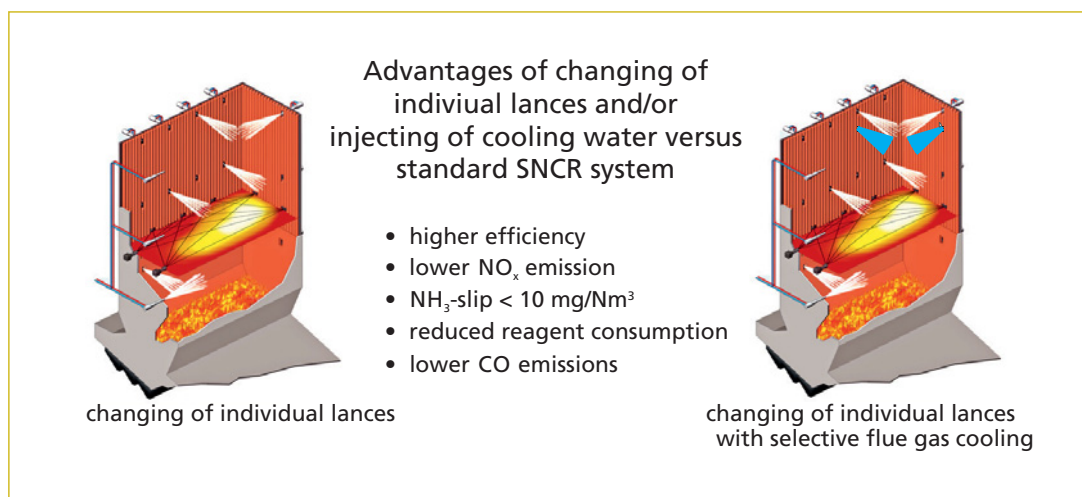 Advantages of changing of
indiviual lances and/or
injecting of cooling water versus
standard SNCR system
• higher efficiency
• lower NOₓ emission
• NH₃-slip < 10 mg/Nm³
• reduced reagent consumption
• lower CO emissions
changing of individual lances
changing of individual lances
with selective flue gas cooling